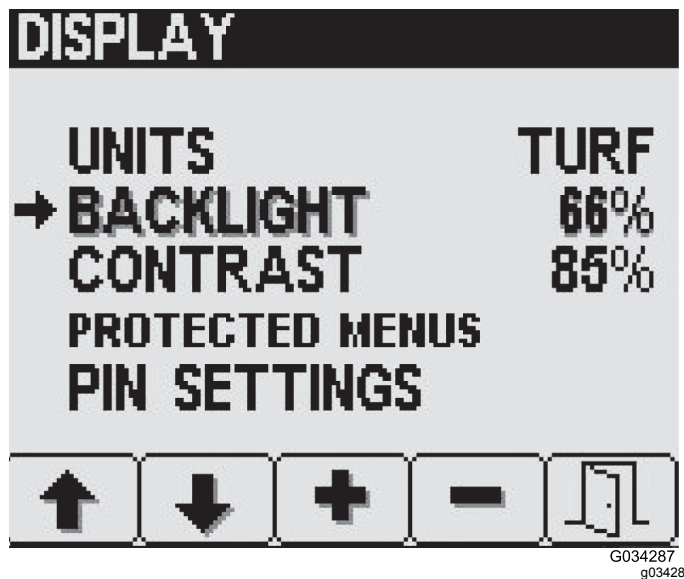 DISPLAY
UNITS TURF
BACKLIGHT 66%
CONTRAST 85%
PROTECTED MENUS
PIN SETTINGS
G034287
g03428